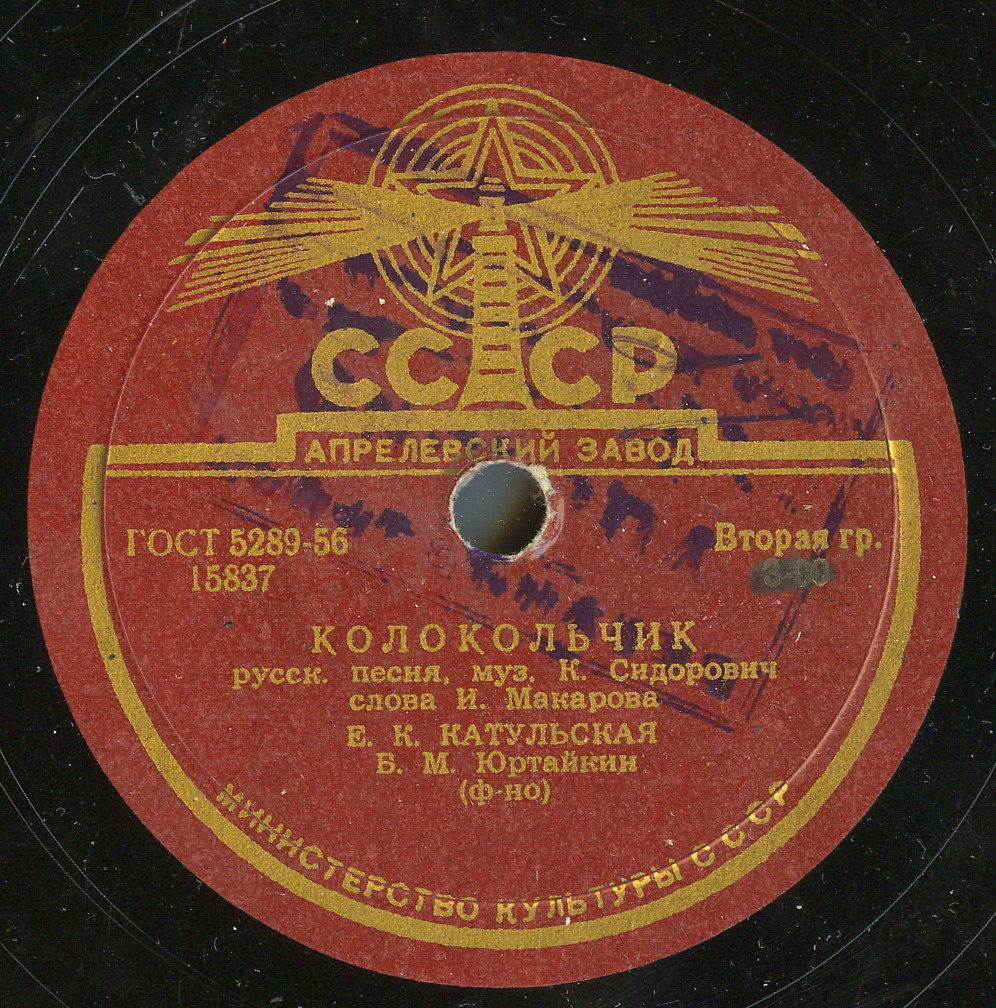 СССР
АПРЕЛЕВСКИЙ ЗАВОД
ГОСТ 5289-56
Вторая гр.
15837
КОЛОКОЛЬЧИК
русск. песня, муз. К. Сидорович
слова И. Макарова
Е. К. КАТУЛЬСКАЯ
Б. М. Юртайкин
(ф-но)
МИНИСТЕРСТВО КУЛЬТУРЫ СССР